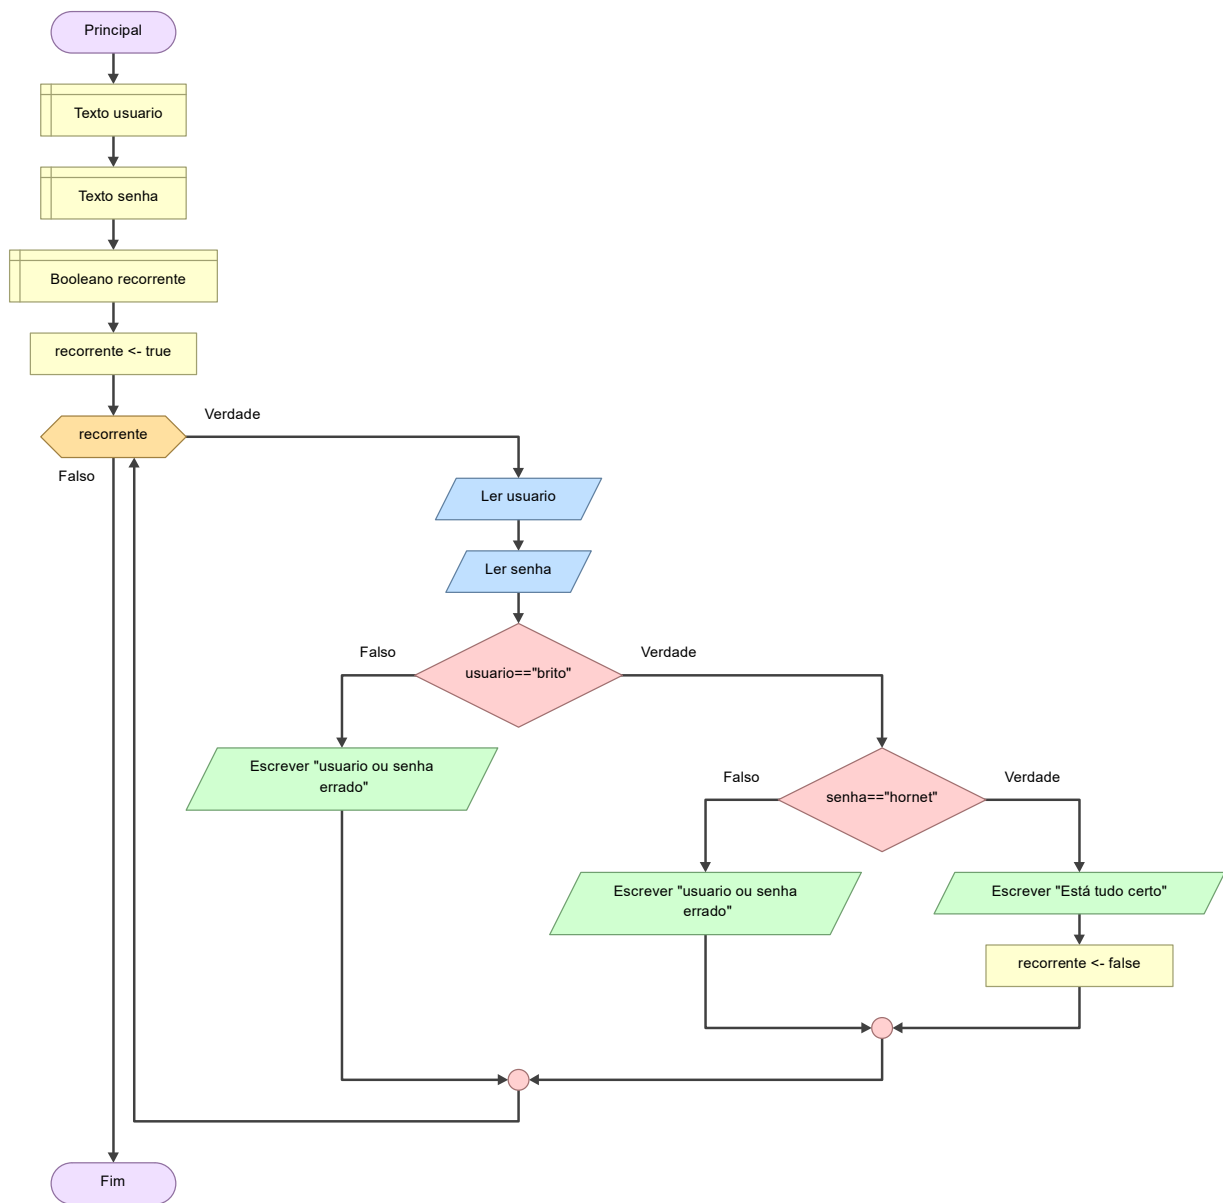 Principal
Texto usuario
Texto senha
Booleano recorrente
recorrente <- true
recorrente
Verdade
Falso
Ler usuario
Ler senha
usuario=="brito"
Falso
Verdade
Escrever "usuario ou senha
errado"
senha=="hornet"
Falso
Verdade
Escrever "usuario ou senha
errado"
Escrever "Está tudo certo"
recorrente <- false
Fim